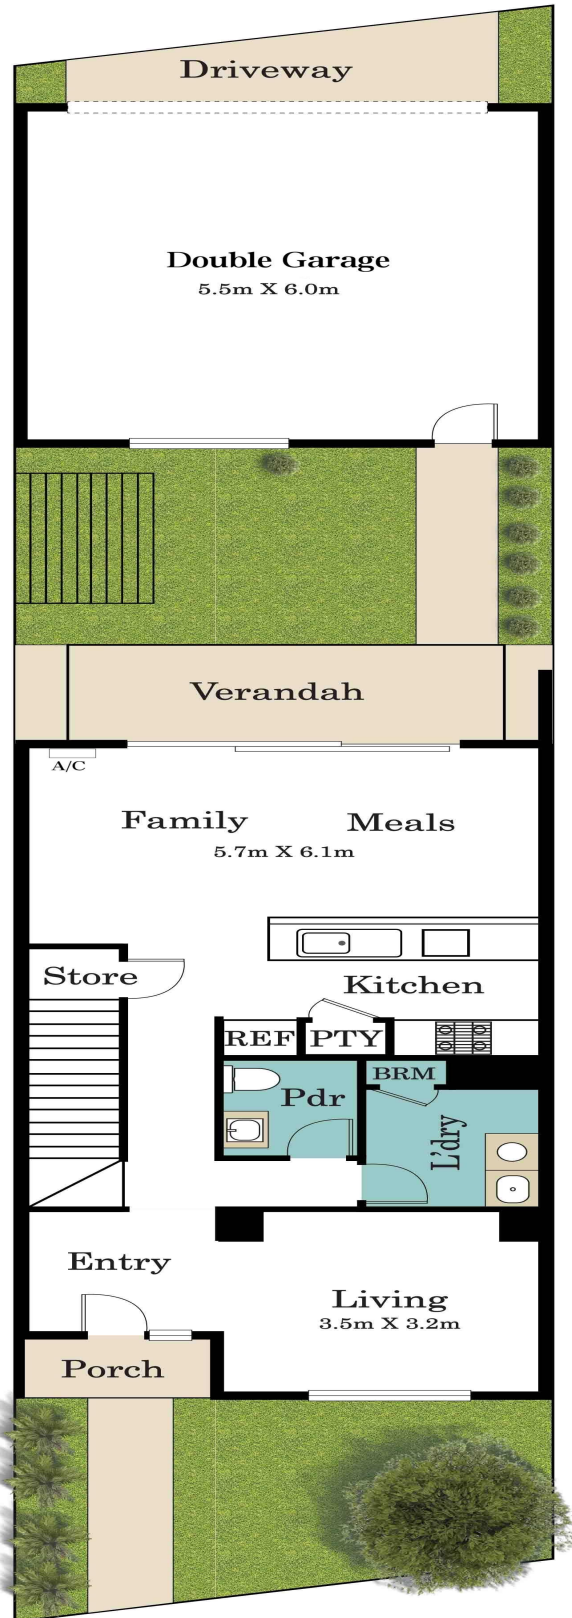 Driveway
Double Garage
5.5m X 6.0m
Verandah
A/C
Family
Meals
5.7m X 6.1m
Store
Kitchen
REF
PTY
BRM
Pdr
L'dry
Entry
Living
3.5m X 3.2m
Porch